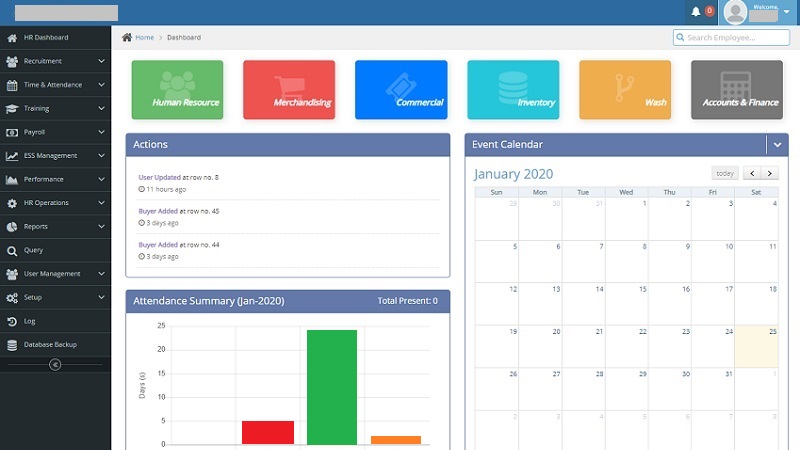 0
Welcome,
HR Dashboard
Recruitment
Time & Attendance
Training
Payroll
ESS Management
Performance
HR Operations
Reports
Query
User Management
Setup
Log
Database Backup
Home > Dashboard
Search Employee...
Human Resource
Merchandising
Commercial
Inventory
Wash
Accounts & Finance
Actions
User Updated at row no. 8
11 hours ago
Buyer Added at row no. 45
3 days ago
Buyer Added at row no. 44
3 days ago
Attendance Summary (Jan-2020) Total Present: 0
25
20
15
10
5
0
Days (s)
Event Calendar
January 2020
today
Sun Mon Tue Wed Thu Fri Sat
29 30 31 1 2 3 4
5 6 7 8 9 10 11
12 13 14 15 16 17 18
19 20 21 22 23 24 25
26 27 28 29 30 31 1
2 3 4 5 6 7 8